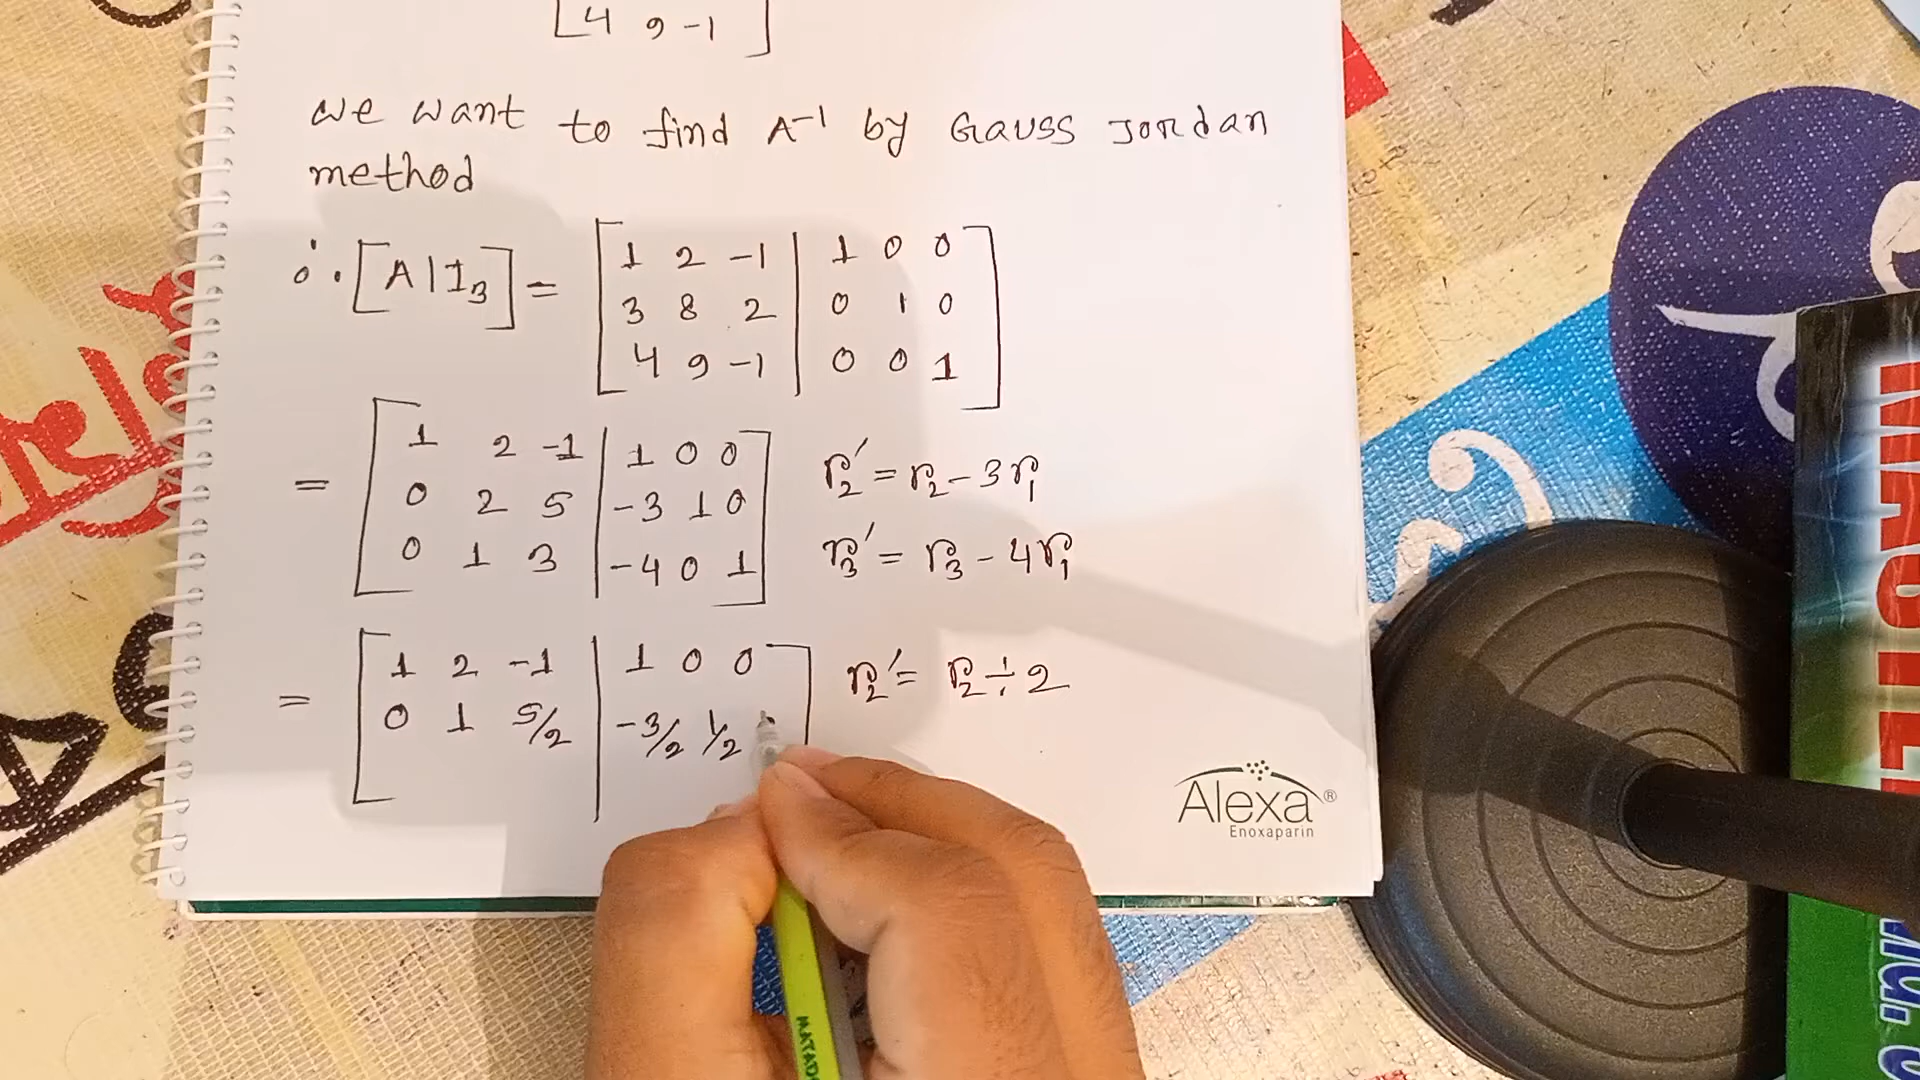 [4 9 -1]
We want to find A⁻¹ by Gauss Jordan
method
∴ [A|I₃] = [1 2 -1 | 1 0 0]
[3 8 2 | 0 1 0]
[4 9 -1 | 0 0 1]
= [1 2 -1 | 1 0 0]
[0 2 5 | -3 1 0] r₂′ = r₂ - 3r₁
[0 1 3 | -4 0 1] r₃′ = r₃ - 4r₁
= [1 2 -1 | 1 0 0] r₂′ = r₂ ÷ 2
[0 1 5/2 | -3/2 1/2
Alexa®
Enoxaparin
MATADO